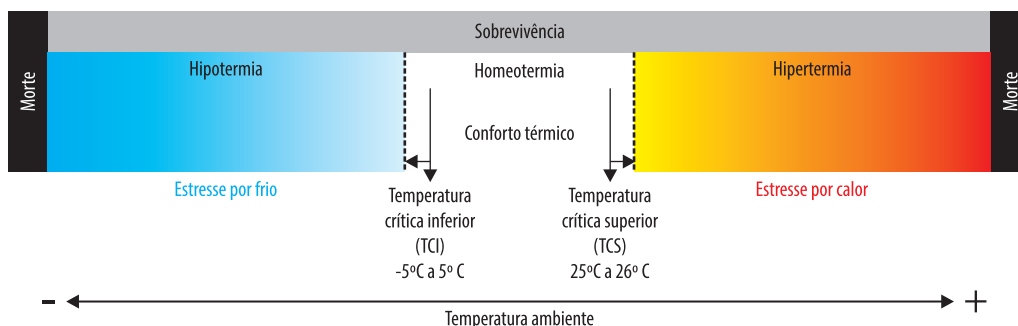 Sobrevivência
Morte
Hipotermia
Homeotermia
Hipertermia
Morte
Conforto térmico
Estresse por frio
Temperatura
crítica inferior
(TCI)
-5ºC a 5º C
Temperatura
crítica superior
(TCS)
25ºC a 26º C
Estresse por calor
- +
Temperatura ambiente